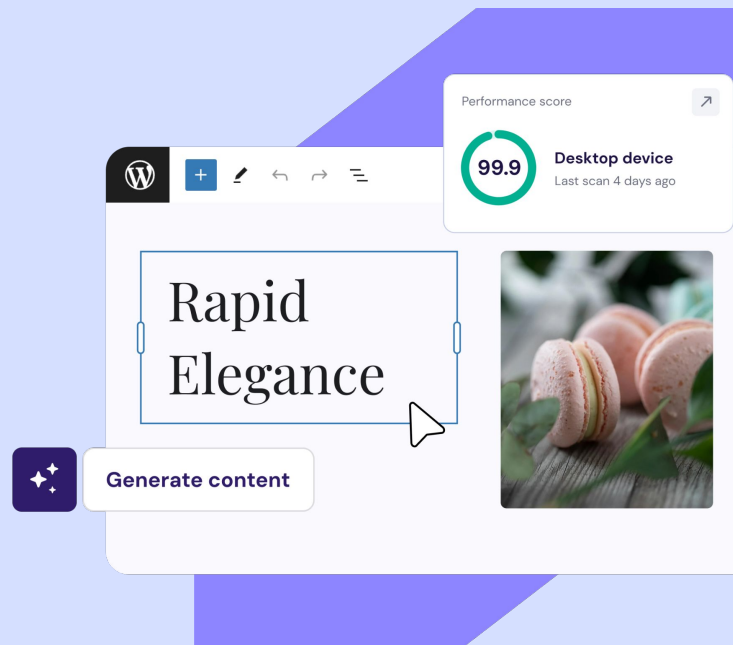 Performance score
99.9
Desktop device
Last scan 4 days ago
Rapid
Elegance
Generate content